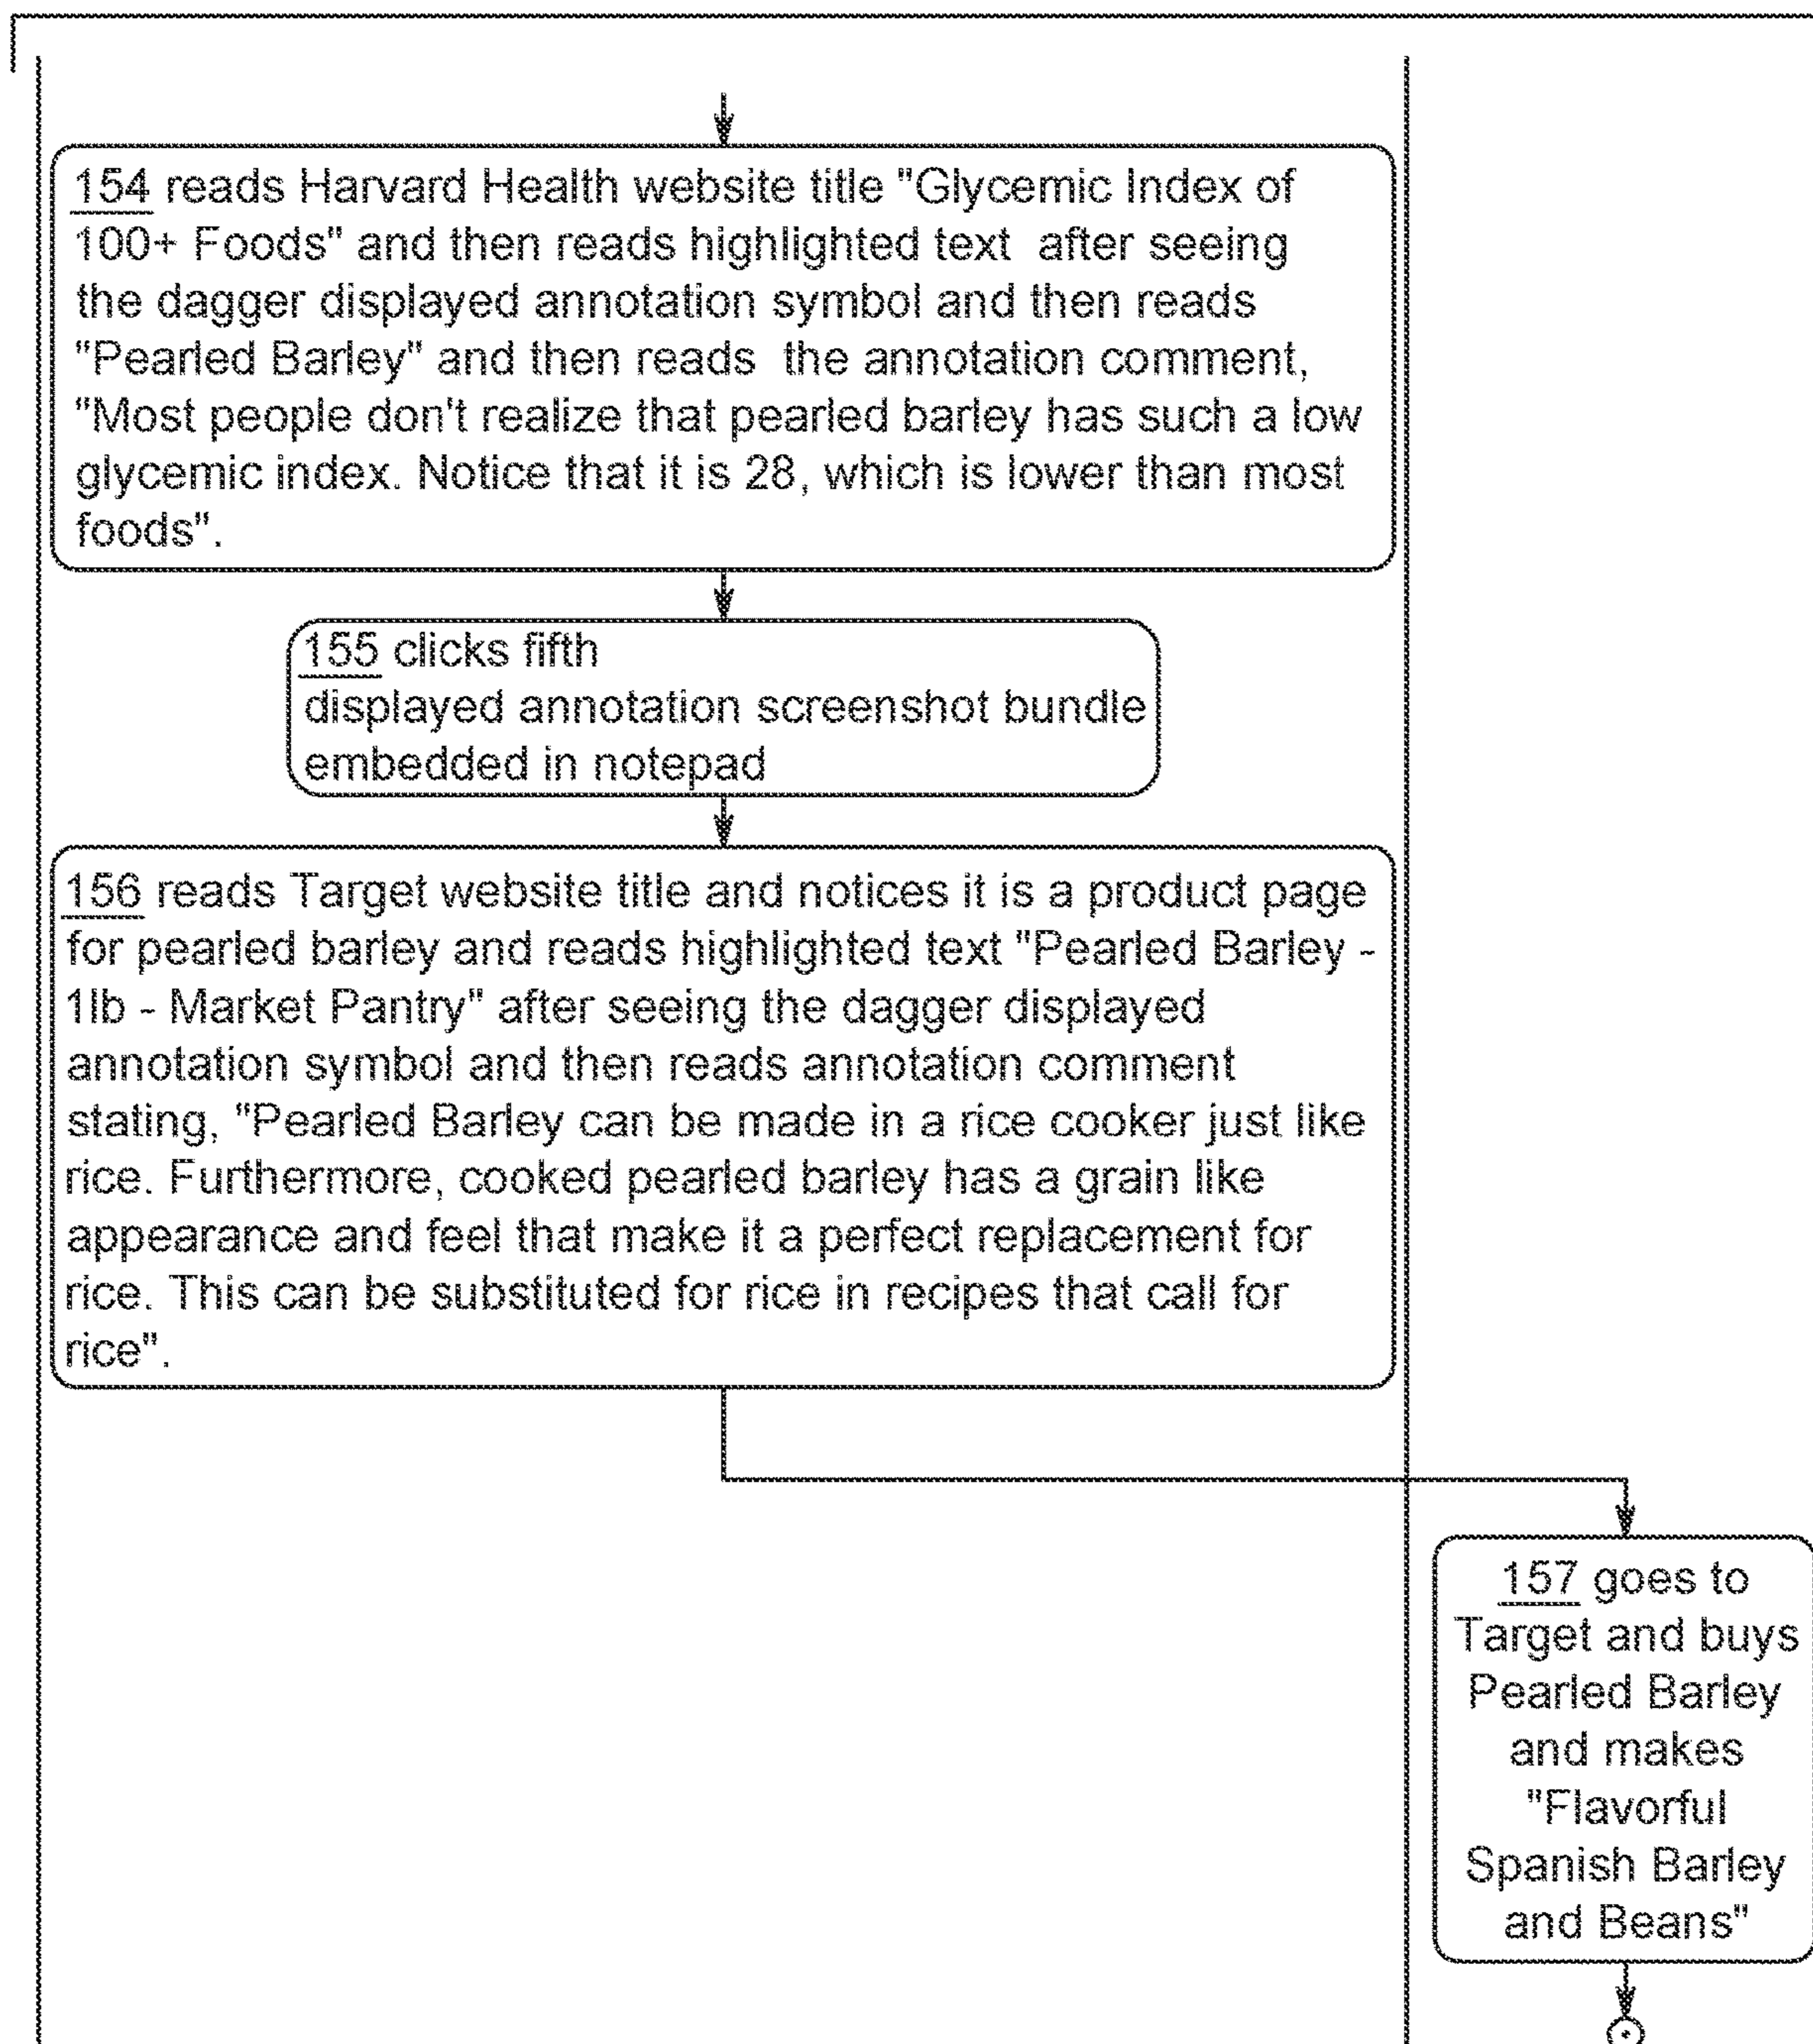 154 reads Harvard Health website title "Glycemic Index of
100+ Foods" and then reads highlighted text after seeing
the dagger displayed annotation symbol and then reads
"Pearled Barley" and then reads the annotation comment,
"Most people don't realize that pearled barley has such a low
glycemic index. Notice that it is 28, which is lower than most
foods".
155 clicks fifth
displayed annotation screenshot bundle
embedded in notepad
156 reads Target website title and notices it is a product page
for pearled barley and reads highlighted text "Pearled Barley -
1lb - Market Pantry" after seeing the dagger displayed
annotation symbol and then reads annotation comment
stating, "Pearled Barley can be made in a rice cooker just like
rice. Furthermore, cooked pearled barley has a grain like
appearance and feel that make it a perfect replacement for
rice. This can be substituted for rice in recipes that call for
rice".
157 goes to
Target and buys
Pearled Barley
and makes
"Flavorful
Spanish Barley
and Beans"